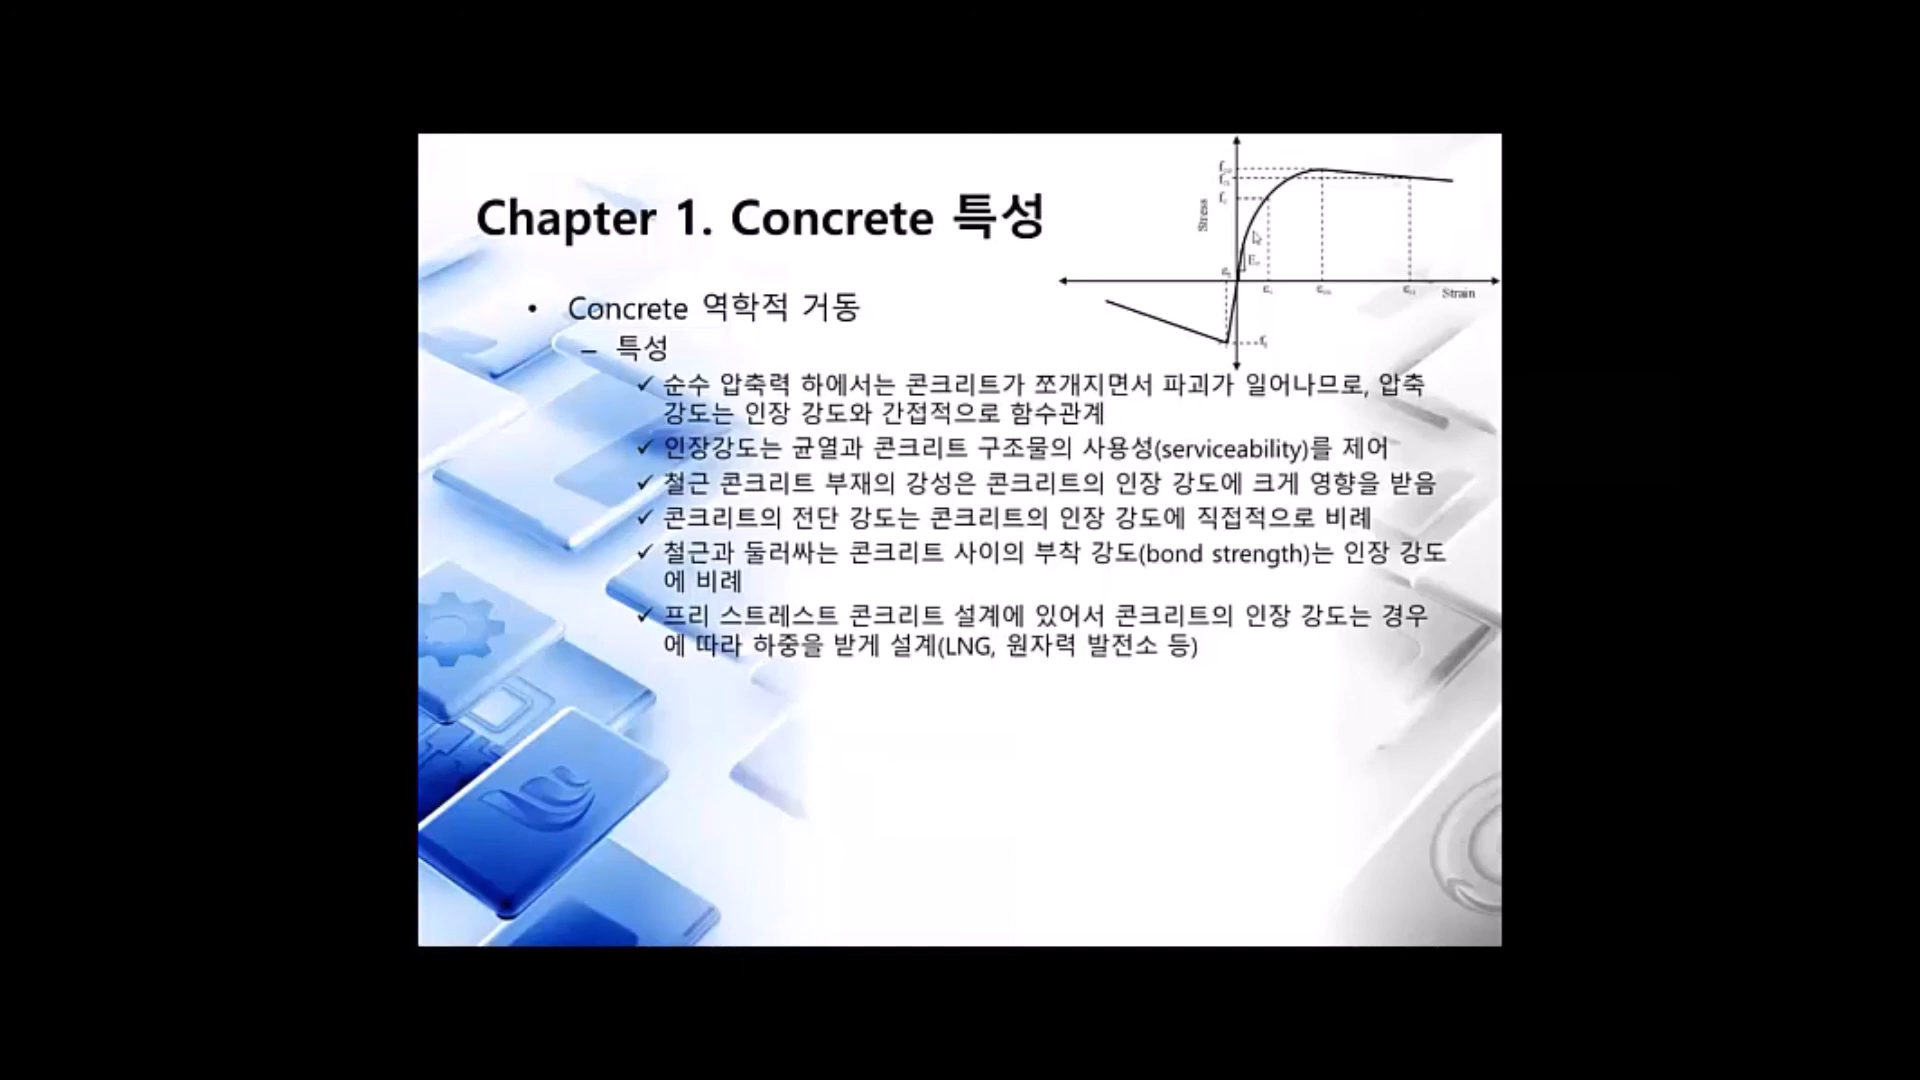 Chapter 1. Concrete 특성
Stress
Strain
• Concrete 역학적 거동
– 특성
✓ 순수 압축력 하에서는 콘크리트가 쪼개지면서 파괴가 일어나므로, 압축
강도는 인장 강도와 간접적으로 함수관계
✓ 인장강도는 균열과 콘크리트 구조물의 사용성(serviceability)를 제어
✓ 철근 콘크리트 부재의 강성은 콘크리트의 인장 강도에 크게 영향을 받음
✓ 콘크리트의 전단 강도는 콘크리트의 인장 강도에 직접적으로 비례
✓ 철근과 둘러싸는 콘크리트 사이의 부착 강도(bond strength)는 인장 강도
에 비례
✓ 프리 스트레스트 콘크리트 설계에 있어서 콘크리트의 인장 강도는 경우
에 따라 하중을 받게 설계(LNG, 원자력 발전소 등)